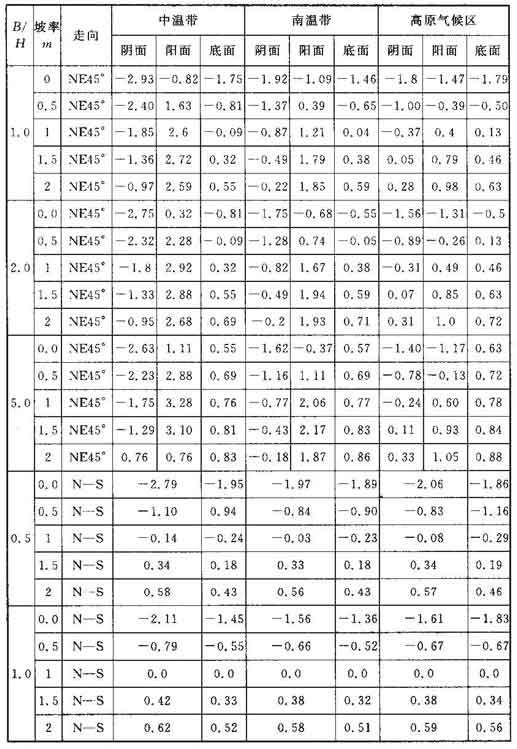 B/H 坡率m 走向 中温带 南温带 高原气候区
阴面 阳面 底面 阴面 阳面 底面 阴面 阳面 底面
1.0
0 NE45° -2.93 -0.82 -1.75 -1.92 -1.09 -1.46 -1.8 -1.47 -1.79
0.5 NE45° -2.40 1.63 -0.81 -1.37 0.39 -0.65 -1.00 -0.39 -0.50
1 NE45° -1.85 2.6 -0.09 -0.87 1.21 0.04 -0.37 0.4 0.13
1.5 NE45° -1.36 2.72 0.32 -0.49 1.79 0.38 0.05 0.79 0.46
2 NE45° -0.97 2.59 0.55 -0.22 1.85 0.59 0.28 0.98 0.63
2.0
0.0 NE45° -2.75 0.32 -0.81 -1.75 -0.68 -0.55 -1.56 -1.31 -0.5
0.5 NE45° -2.32 2.28 -0.09 -1.28 0.74 -0.05 -0.89 -0.26 0.13
1 NE45° -1.8 2.92 0.32 -0.82 1.67 0.38 -0.31 0.49 0.46
1.5 NE45° -1.33 2.88 0.55 -0.49 1.94 0.59 0.07 0.85 0.63
2 NE45° -0.95 2.68 0.69 -0.2 1.93 0.71 0.31 1.0 0.72
5.0
0.0 NE45° -2.63 1.11 0.55 -1.62 -0.37 0.57 -1.40 -1.17 0.63
0.5 NE45° -2.23 2.88 0.69 -1.16 1.11 0.69 -0.78 -0.13 0.72
1 NE45° -1.75 3.28 0.76 -0.77 2.06 0.77 -0.24 0.60 0.78
1.5 NE45° -1.29 3.10 0.81 -0.43 2.17 0.83 0.11 0.93 0.84
2 NE45° 0.76 0.76 0.83 -0.18 1.87 0.86 0.33 1.05 0.88
0.5
0.0 N—S -2.79 -1.95 -1.97 -1.89 -2.06 -1.86
0.5 N—S -1.10 0.94 -0.84 -0.90 -0.83 -1.16
1 N—S -0.14 -0.24 -0.03 -0.23 -0.08 -0.29
1.5 N—S 0.34 0.18 0.33 0.18 0.34 0.19
2 N—S 0.58 0.43 0.56 0.43 0.57 0.46
1.0
0.0 N—S -2.11 -1.45 -1.56 -1.36 -1.61 -1.83
0.5 N—S -0.79 -0.55 -0.66 -0.52 -0.67 -0.67
1 N—S 0.0 0.0 0.0 0.0 0.0 0.0
1.5 N—S 0.42 0.33 0.38 0.32 0.38 0.34
2 N—S 0.62 0.52 0.58 0.51 0.59 0.56